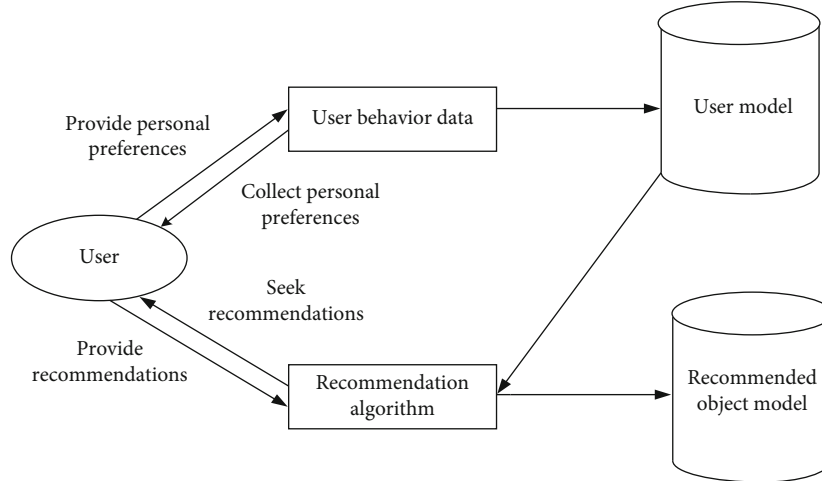 Provide personal
preferences
User behavior data
User model
Collect personal
preferences
User
Seek
recommendations
Provide
recommendations
Recommendation
algorithm
Recommended
object model